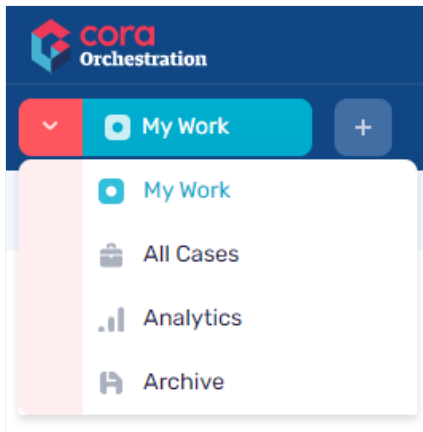 cora
Orchestration
My Work
My Work
All Cases
Analytics
Archive